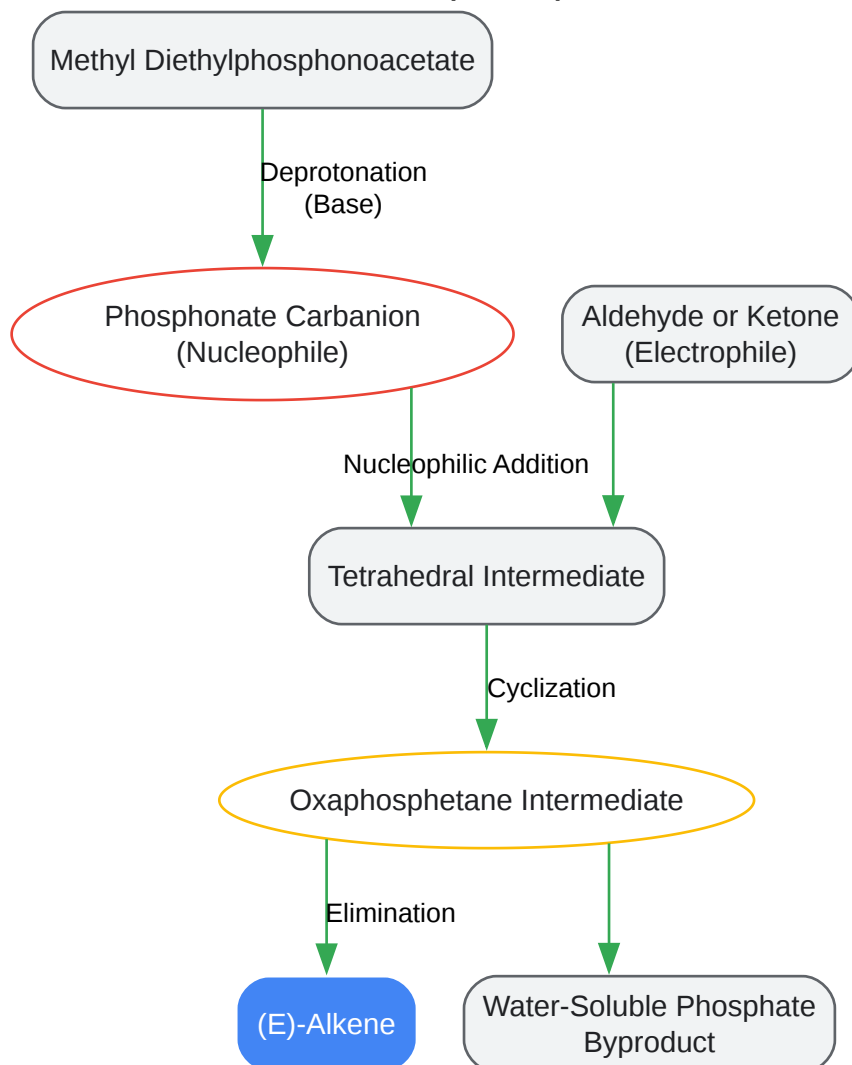 Methyl Diethylphosphonoacetate
Deprotonation
(Base)
Phosphonate Carbanion
(Nucleophile)
Aldehyde or Ketone
(Electrophile)
Nucleophilic Addition
Tetrahedral Intermediate
Cyclization
Oxaphosphetane Intermediate
Elimination
(E)-Alkene
Water-Soluble Phosphate
Byproduct